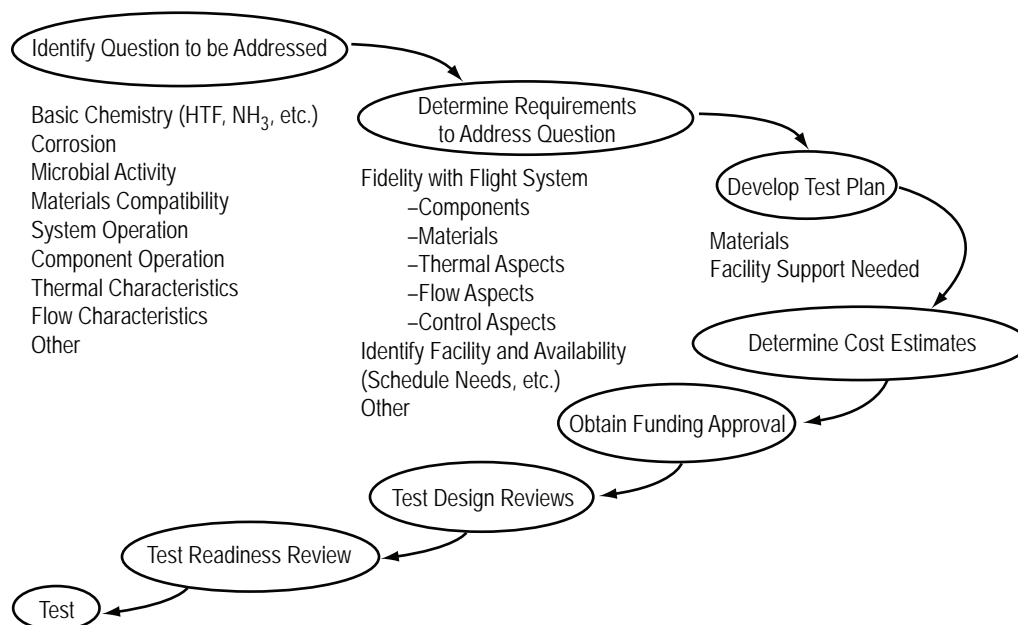 Identify Question to be Addressed
Basic Chemistry (HTF, NH₃, etc.)
Corrosion
Microbial Activity
Materials Compatibility
System Operation
Component Operation
Thermal Characteristics
Flow Characteristics
Other
Determine Requirements
to Address Question
Fidelity with Flight System
–Components
–Materials
–Thermal Aspects
–Flow Aspects
–Control Aspects
Identify Facility and Availability
(Schedule Needs, etc.)
Other
Develop Test Plan
Materials
Facility Support Needed
Determine Cost Estimates
Obtain Funding Approval
Test Design Reviews
Test Readiness Review
Test